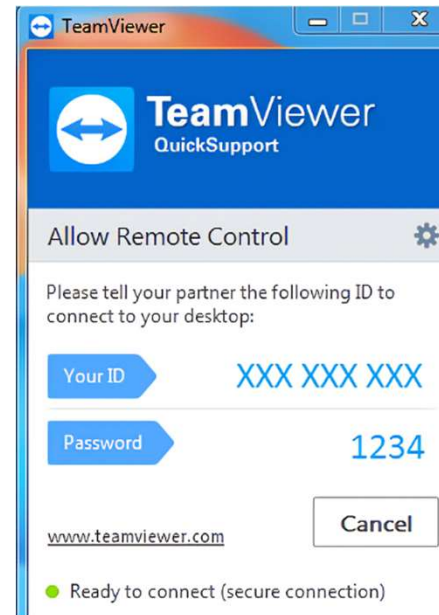 TeamViewer
TeamViewer
QuickSupport
Allow Remote Control
Please tell your partner the following ID to
connect to your desktop:
Your ID XXX XXX XXX
Password 1234
www.teamviewer.com Cancel
Ready to connect (secure connection)